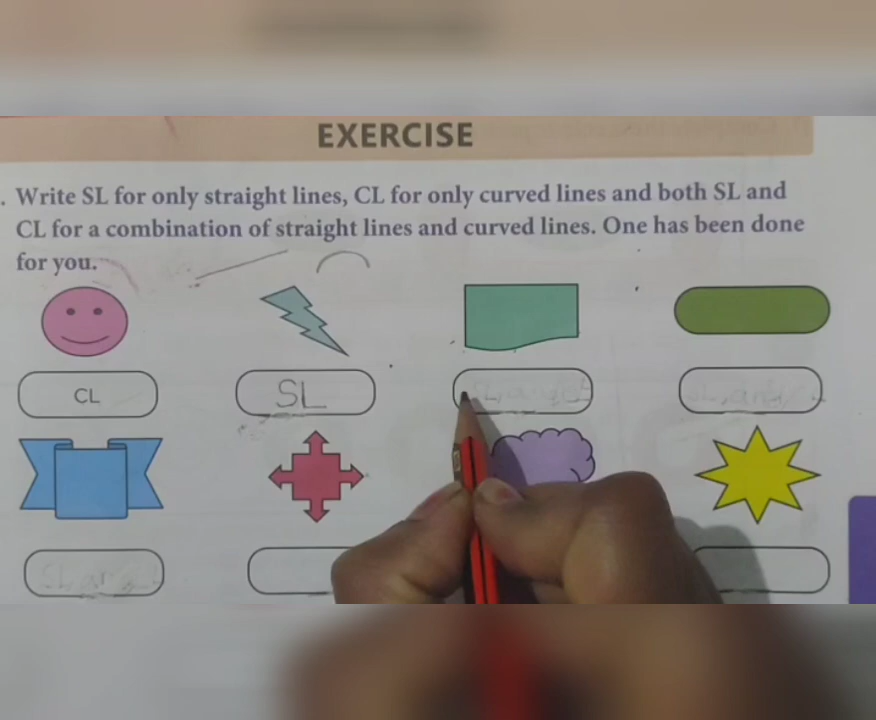 EXERCISE
. Write SL for only straight lines, CL for only curved lines and both SL and
CL for a combination of straight lines and curved lines. One has been done
for you.
CL
SL